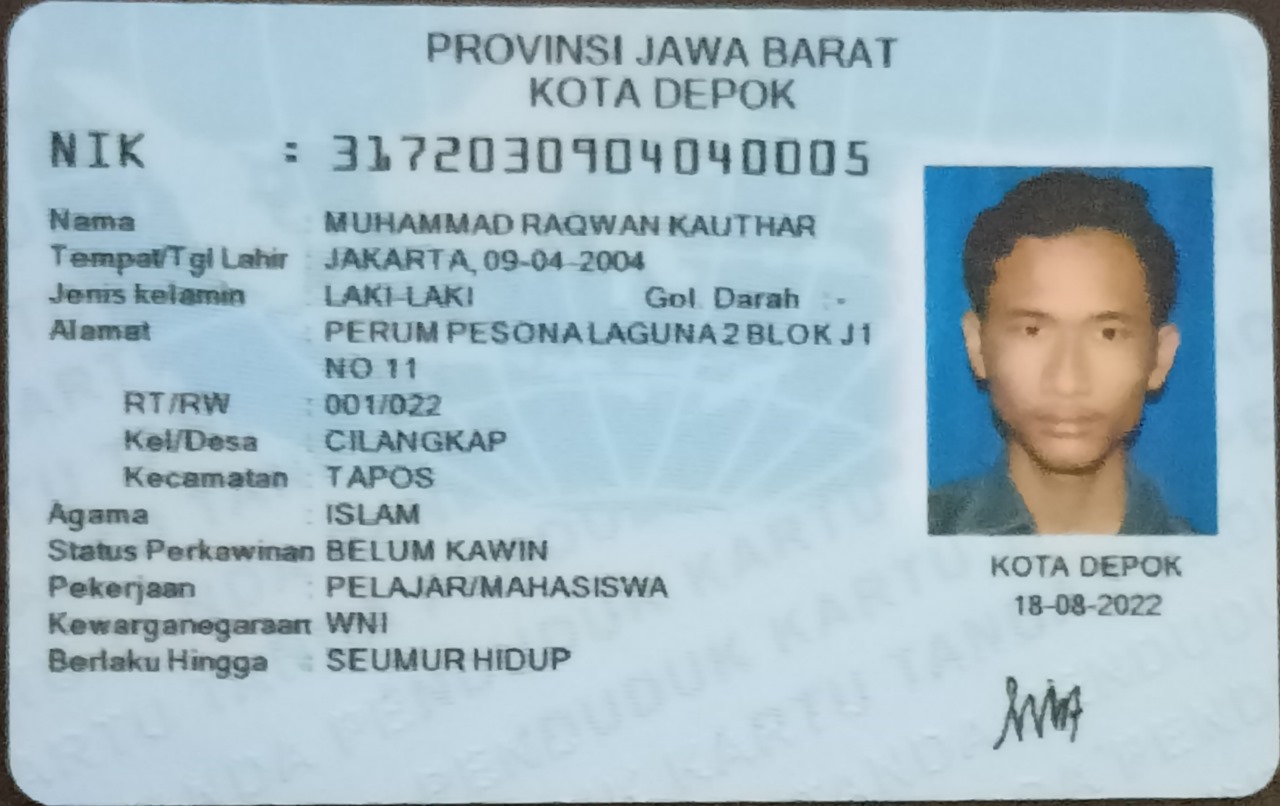 PROVINSI JAWA BARAT
KOTA DEPOK
NIK : 3172030904040005
Nama MUHAMMAD RAQWAN KAUTHAR
Tempat/Tgl Lahir : JAKARTA, 09-04-2004
Jenis kelamin : LAKI-LAKI Gol. Darah : -
Alamat : PERUM PESONA LAGUNA 2 BLOK J1
NO 11
RT/RW : 001/022
Kel/Desa : CILANGKAP
Kecamatan : TAPOS
Agama : ISLAM
Status Perkawinan BELUM KAWIN
Pekerjaan : PELAJAR/MAHASISWA
Kewarganegaraan WNI
Berlaku Hingga : SEUMUR HIDUP
KOTA DEPOK
18-08-2022